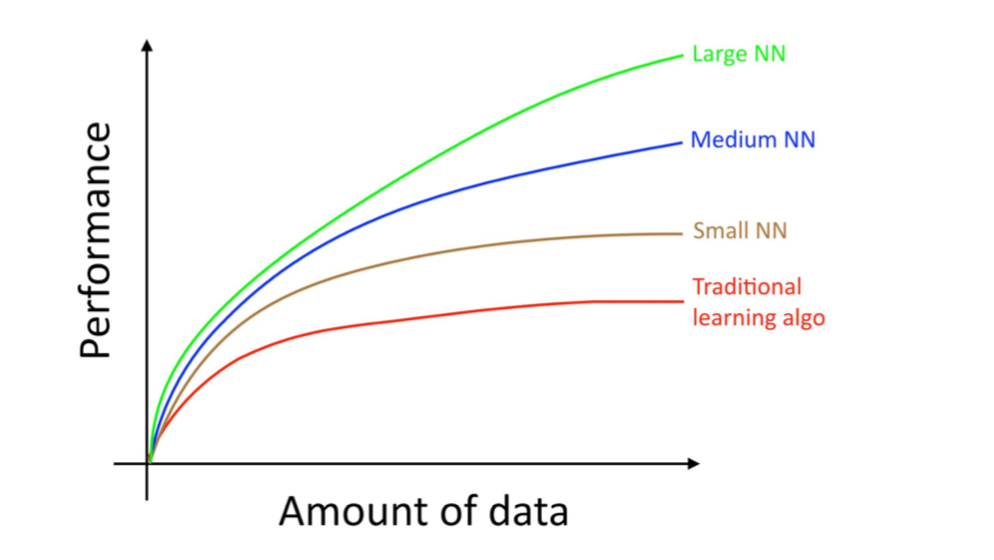 Large NN
Medium NN
Small NN
Traditional
learning algo
Performance
Amount of data